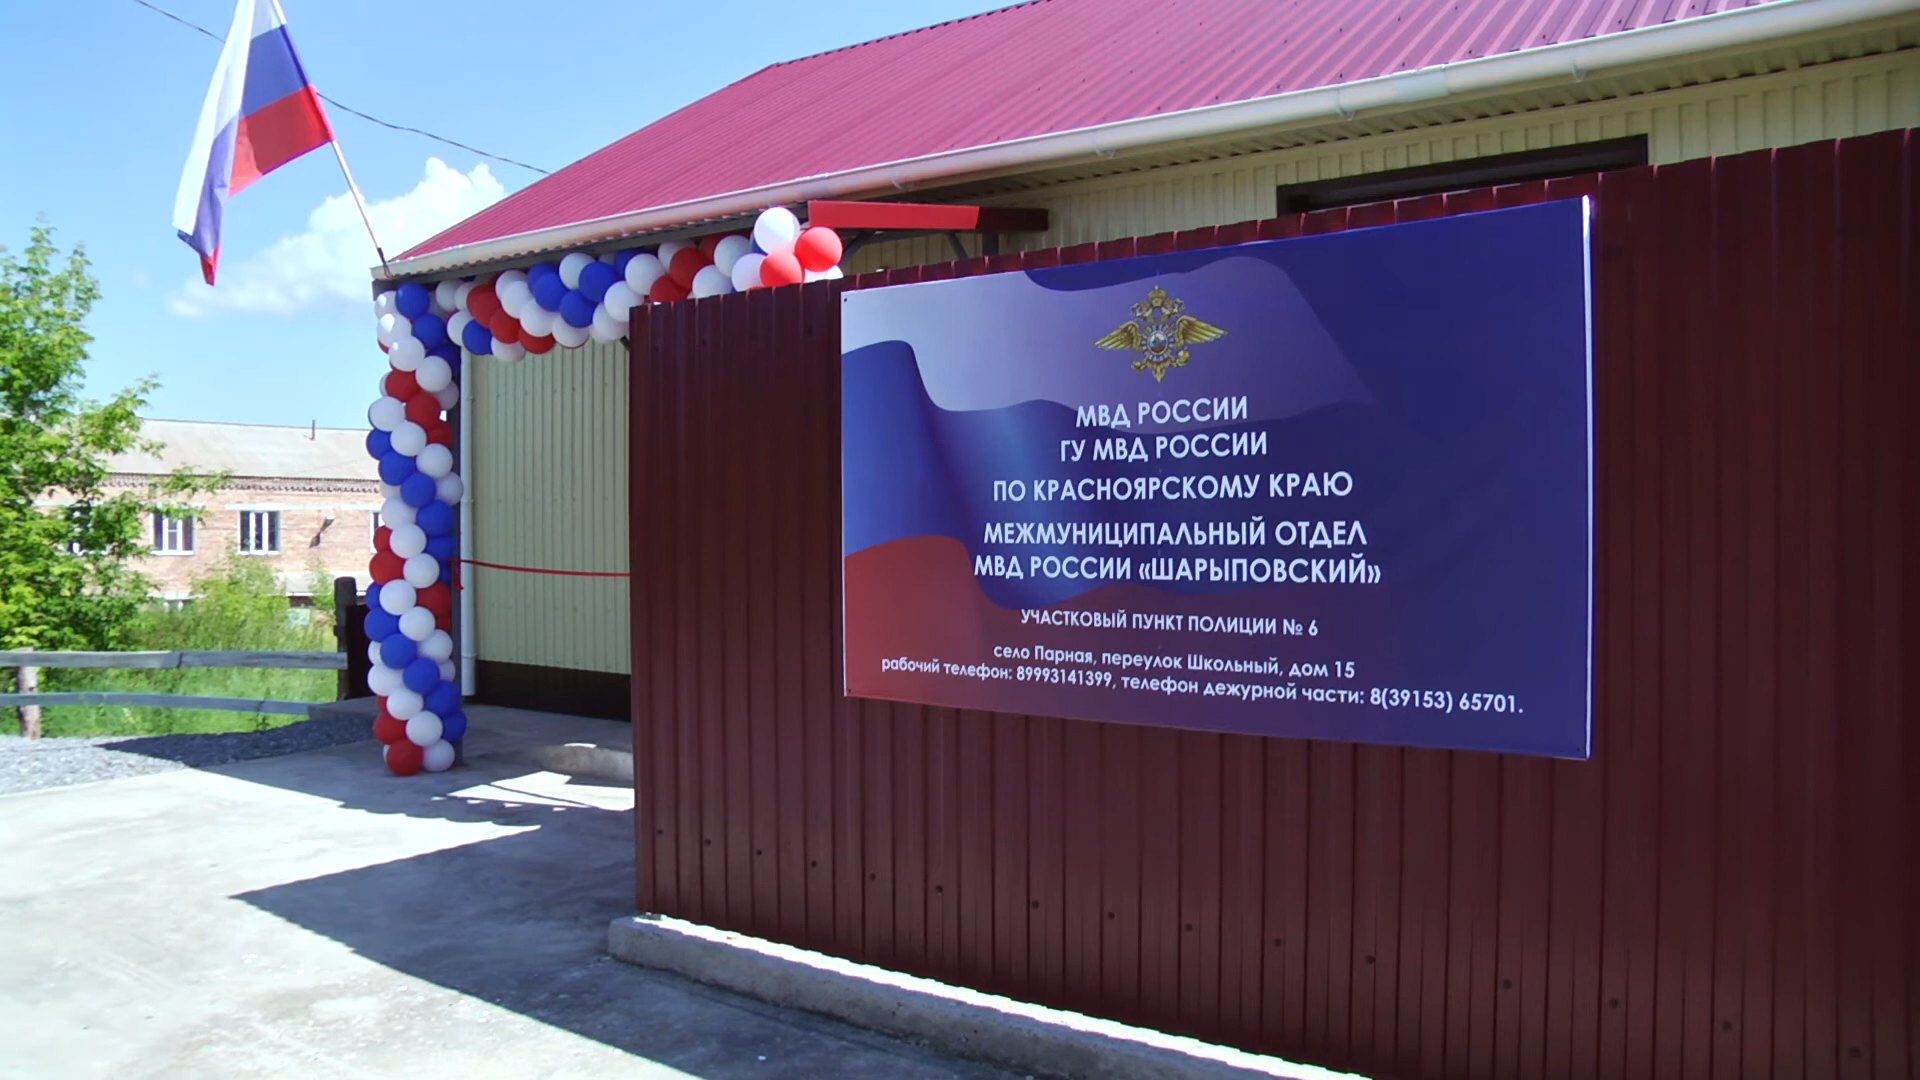 МВД РОССИИ
ГУ МВД РОССИИ
ПО КРАСНОЯРСКОМУ КРАЮ
МЕЖМУНИЦИПАЛЬНЫЙ ОТДЕЛ
МВД РОССИИ «ШАРЫПОВСКИЙ»
УЧАСТКОВЫЙ ПУНКТ ПОЛИЦИИ № 6
село Парная, переулок Школьный, дом 15
рабочий телефон: 89993141399, телефон дежурной части: 8(39153) 65701.